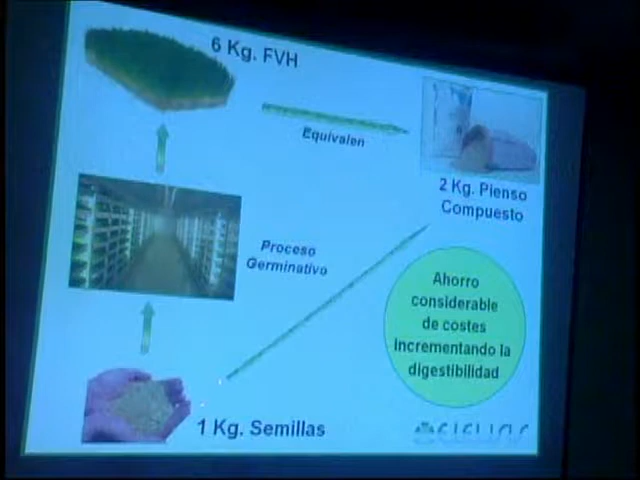 6 Kg. FVH
Equivalen
2 Kg. Pienso
Compuesto
Proceso
Germinativo
Ahorro
considerable
de costes
incrementando la
digestibilidad
1 Kg. Semillas